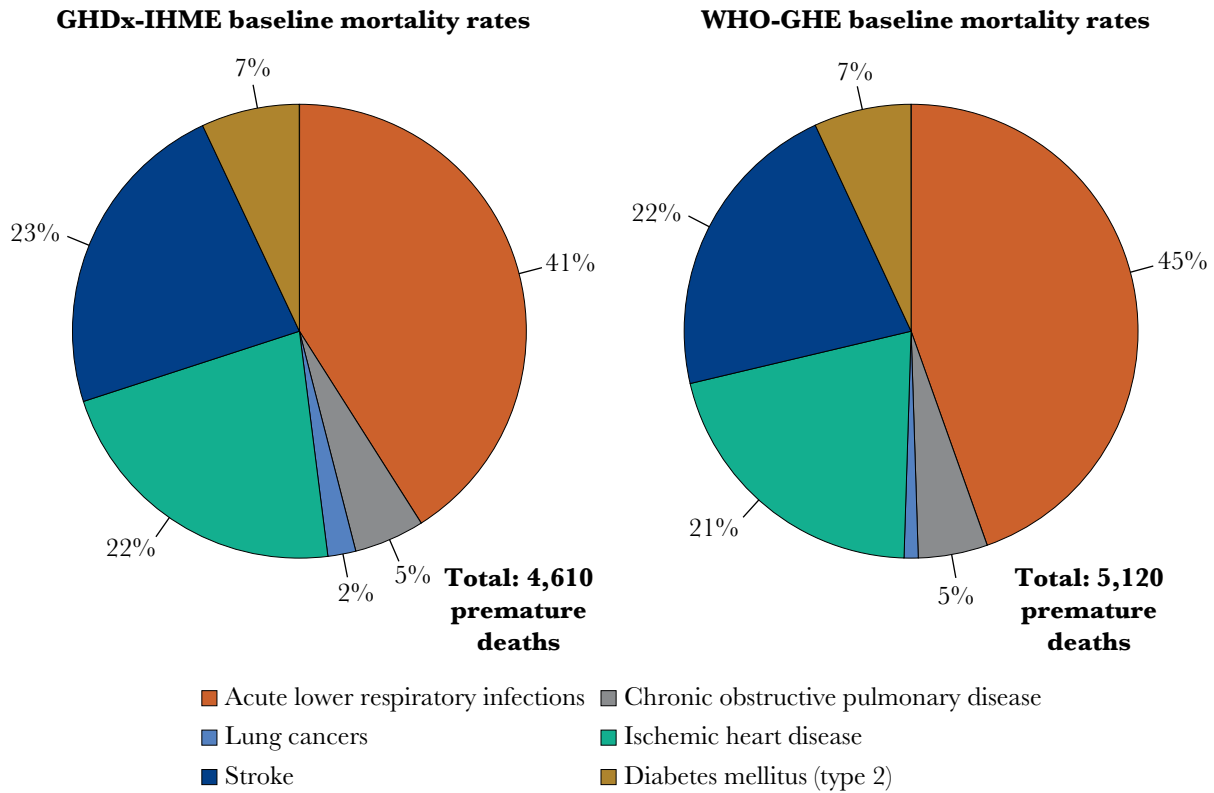 GHDx-IHME baseline mortality rates
7%
23%
41%
22%
2%
5%
Total: 4,610
premature
deaths
WHO-GHE baseline mortality rates
7%
22%
45%
21%
5%
Total: 5,120
premature
deaths
Acute lower respiratory infections
Chronic obstructive pulmonary disease
Lung cancers
Ischemic heart disease
Stroke
Diabetes mellitus (type 2)